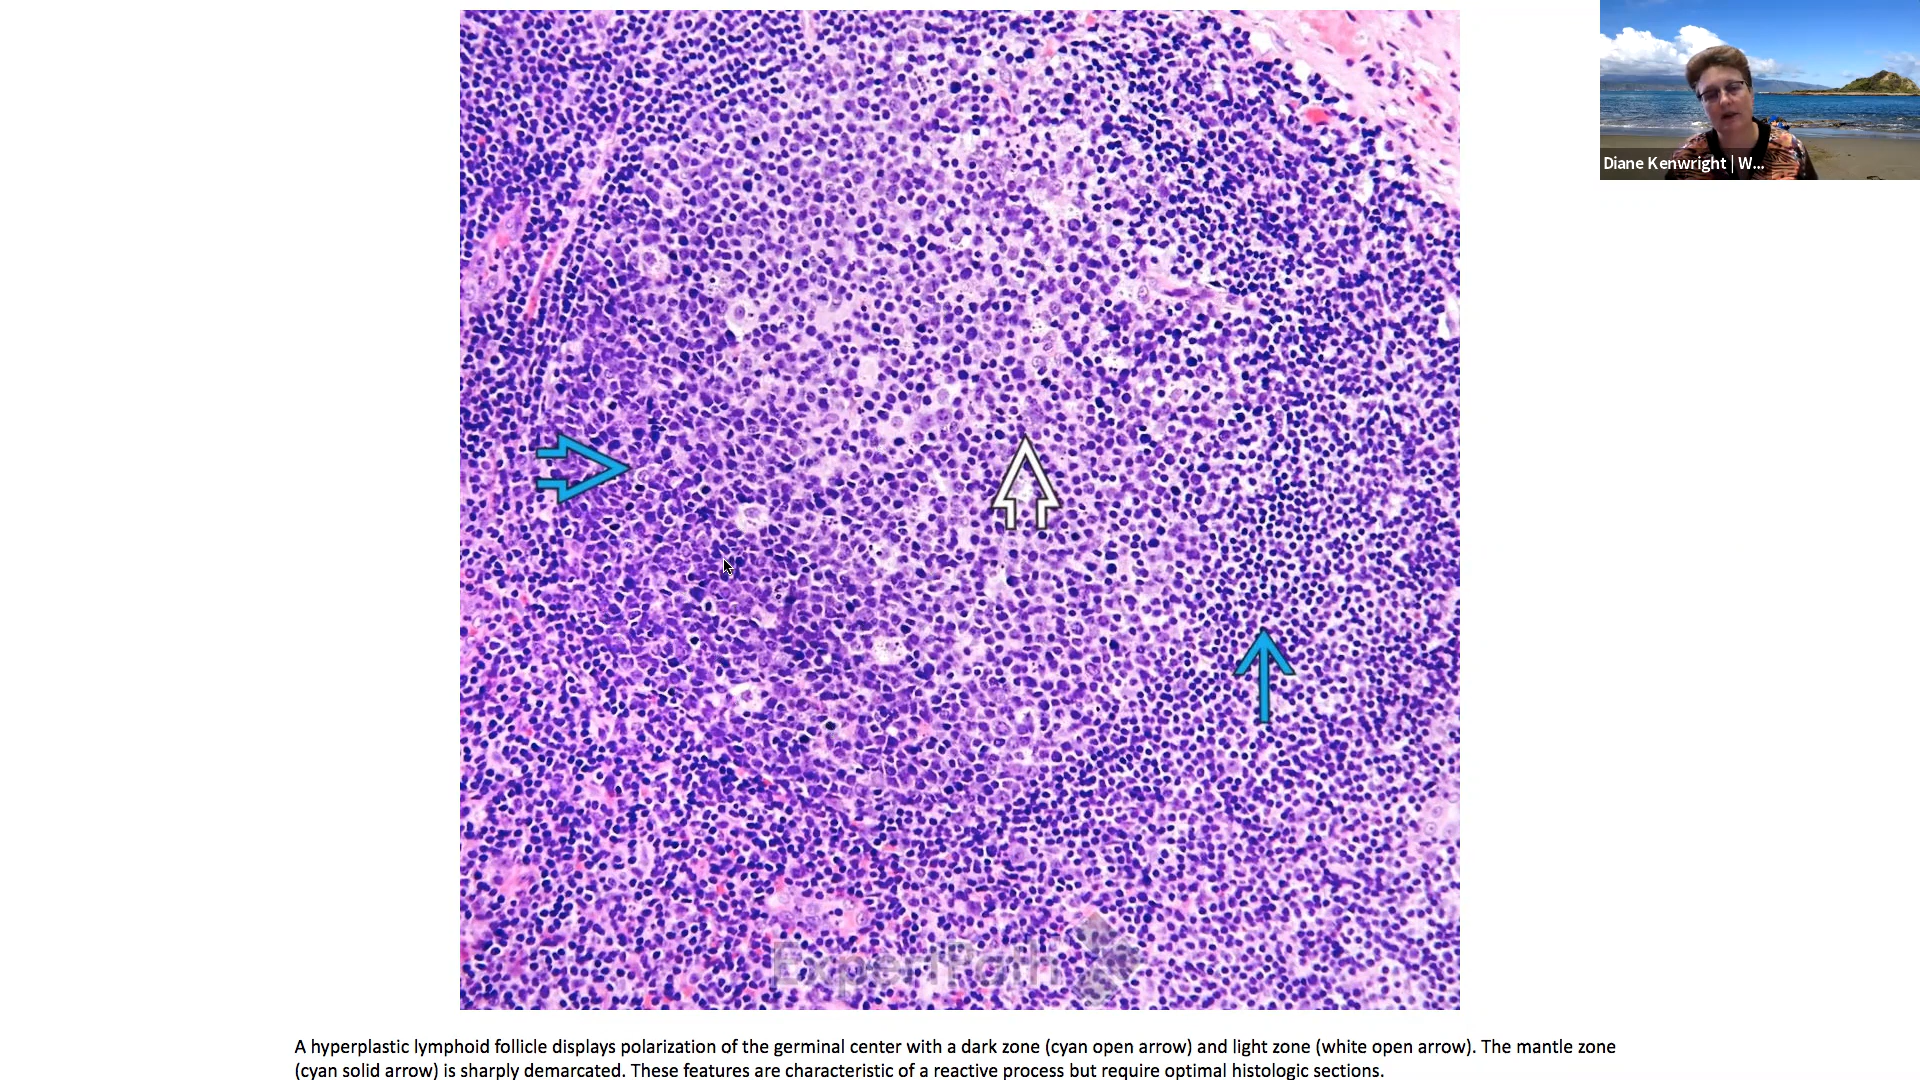 Diane Kenwright | W...
ExpertPath
A hyperplastic lymphoid follicle displays polarization of the germinal center with a dark zone (cyan open arrow) and light zone (white open arrow). The mantle zone
(cyan solid arrow) is sharply demarcated. These features are characteristic of a reactive process but require optimal histologic sections.